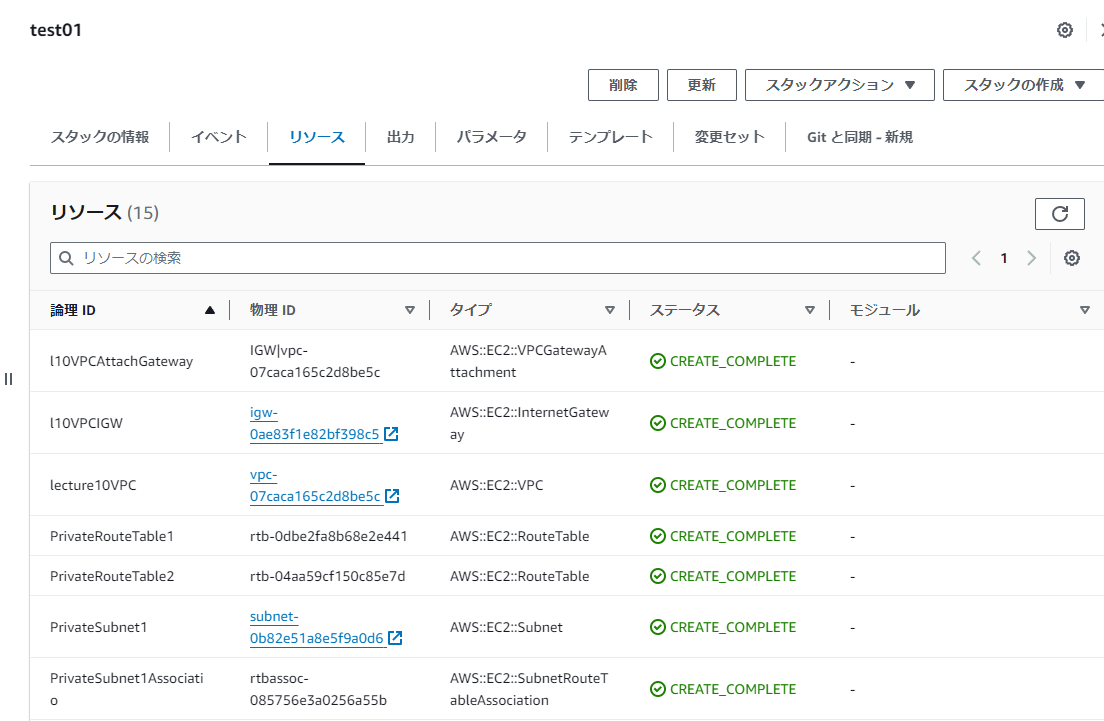 test01
削除 更新 スタックアクション スタックの作成
スタックの情報 イベント リソース 出力 パラメータ テンプレート 変更セット Git と同期 - 新規
リソース (15)
リソースの検索 1
論理 ID 物理 ID タイプ ステータス モジュール
l10VPCAttachGateway IGW|vpc- AWS::EC2::VPCGatewayA CREATE_COMPLETE -
07caca165c2d8be5c ttachment
l10VPCIGW igw- AWS::EC2::InternetGatew CREATE_COMPLETE -
0ae83f1e82bf398c5 ay
lecture10VPC vpc- AWS::EC2::VPC CREATE_COMPLETE -
07caca165c2d8be5c
PrivateRouteTable1 rtb-0dbe2fa8b68e2e441 AWS::EC2::RouteTable CREATE_COMPLETE -
PrivateRouteTable2 rtb-04aa59cf150c85e7d AWS::EC2::RouteTable CREATE_COMPLETE -
PrivateSubnet1 subnet- AWS::EC2::Subnet CREATE_COMPLETE -
0b82e51a8e5f9a0d6
PrivateSubnet1Associati rtbassoc- AWS::EC2::SubnetRouteT CREATE_COMPLETE -
o 085756e3a0256a55b ableAssociation